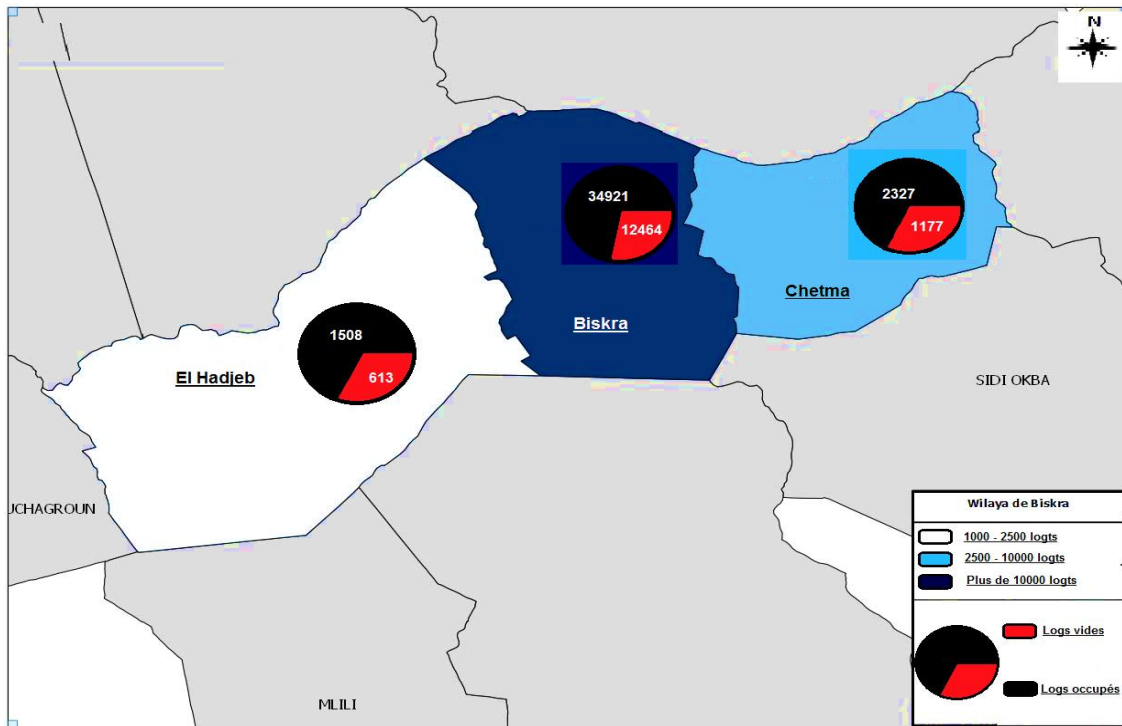 N
34921
12464
2327
1177
Chetma
Biskra
1508
613
El Hadjeb
SIDI OKBA
UCHAGROUN
MLILI
Wilaya de Biskra
1000 - 2500 logts
2500 - 10000 logts
Plus de 10000 logts
Logs vides
Logs occupés